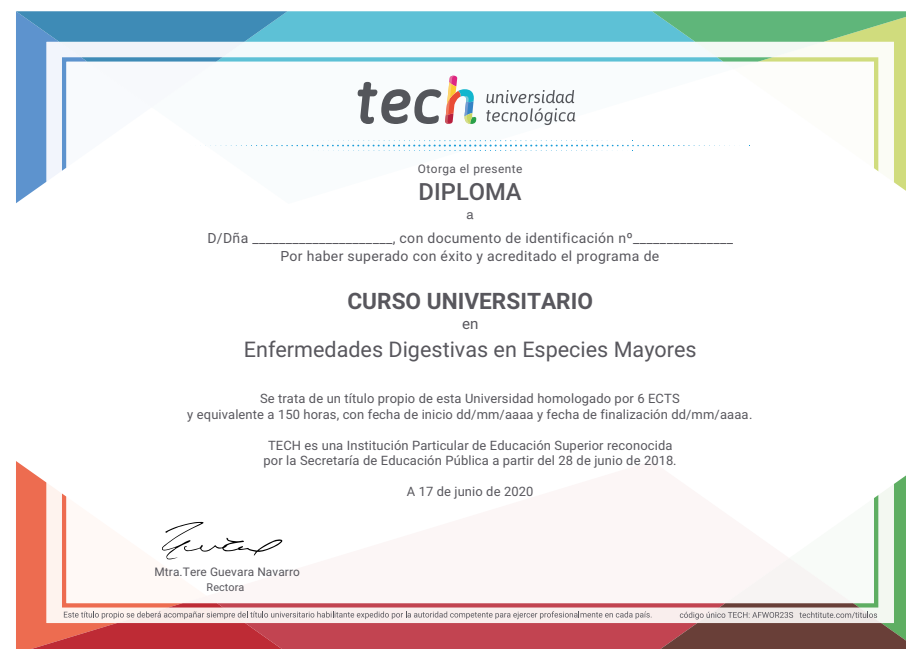 tech universidad
tecnológica
Otorga el presente
DIPLOMA
a
D/Dña ______________________, con documento de identificación nº________________
Por haber superado con éxito y acreditado el programa de
CURSO UNIVERSITARIO
en
Enfermedades Digestivas en Especies Mayores
Se trata de un título propio de esta Universidad homologado por 6 ECTS
y equivalente a 150 horas, con fecha de inicio dd/mm/aaaa y fecha de finalización dd/mm/aaaa.
TECH es una Institución Particular de Educación Superior reconocida
por la Secretaría de Educación Pública a partir del 28 de junio de 2018.
A 17 de junio de 2020
Mtra.Tere Guevara Navarro
Rectora
Este título propio se deberá acompañar siempre del título universitario habilitante expedido por la autoridad competente para ejercer profesionalmente en cada país. código único TECH: AFWOR23S techtitute.com/titulos